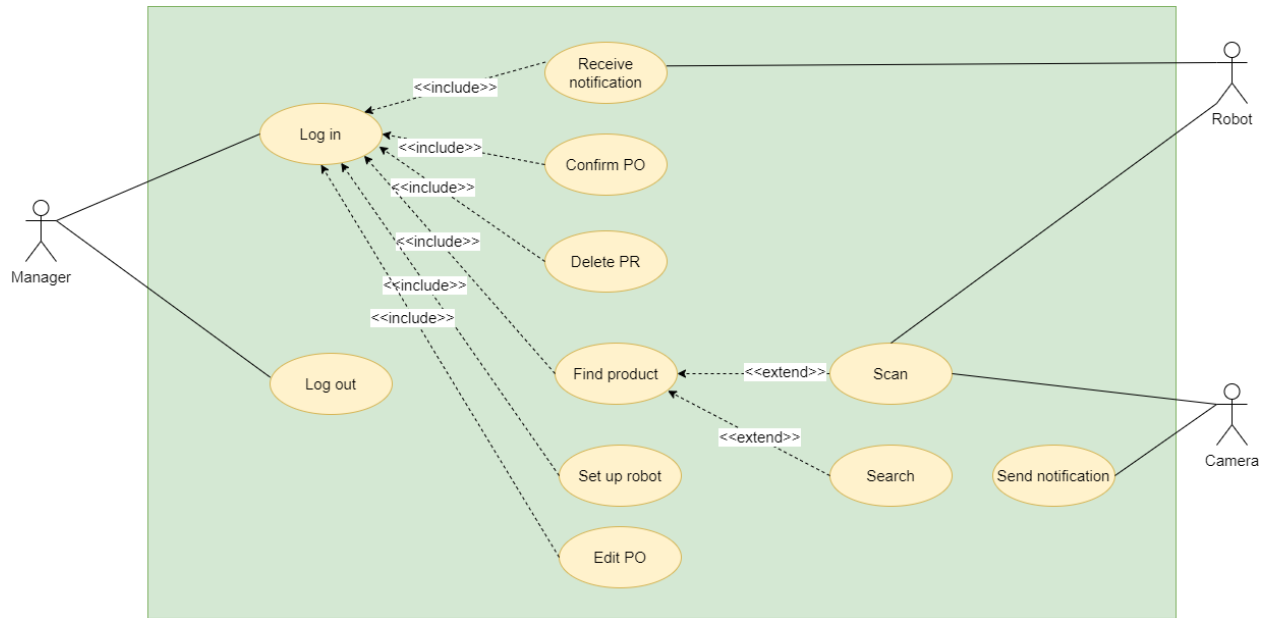 Receive
notification
<<include>>
Robot
Log in
<<include>>
Confirm PO
<<include>>
<<include>>
Delete PR
Manager
<<include>>
<<include>>
Find product
<<extend>>
Scan
Log out
<<extend>>
Camera
Set up robot
Search
Send notification
Edit PO